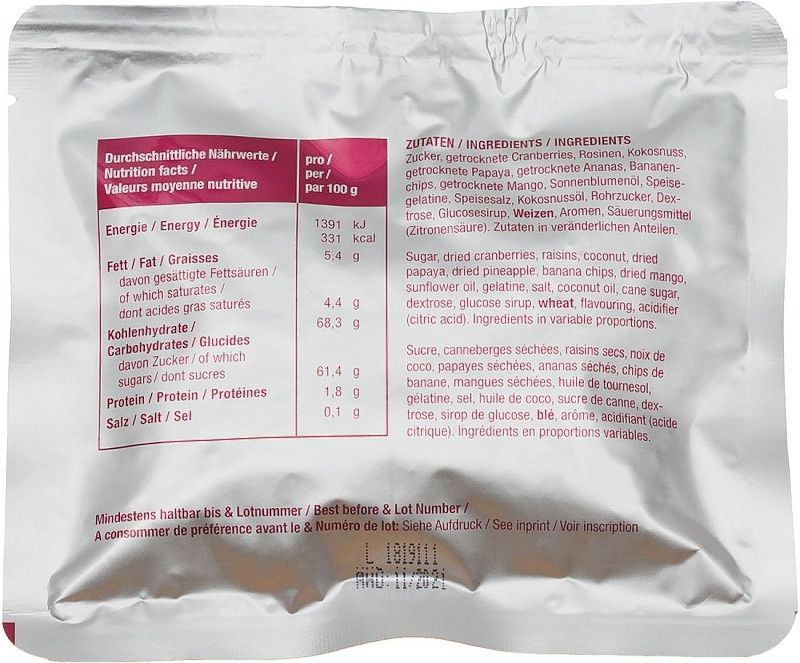 Durchschnittliche Nährwerte /
Nutrition facts /
Valeurs moyenne nutritive
pro /
per /
par 100 g
Energie / Energy / Énergie
1391 kJ
331 kcal
Fett / Fat / Graisses
5,4 g
davon gesättigte Fettsäuren /
of which saturates /
dont acides gras saturés
4,4 g
Kohlenhydrate /
Carbohydrates / Glucides
68,3 g
davon Zucker / of which
sugars / dont sucres
61,4 g
Protein / Protein / Protéines
1,8 g
Salz / Salt / Sel
0,1 g
ZUTATEN / INGREDIENTS / INGREDIENTS
Zucker, getrocknete Cranberries, Rosinen, Kokosnuss,
getrocknete Papaya, getrocknete Ananas, Bananen-
chips, getrocknete Mango, Sonnenblumenöl, Speise-
gelatine, Speisesalz, Kokosnussöl, Rohrzucker, Dex-
trose, Glucosesirup, Weizen, Aromen, Säuerungsmittel
(Zitronensäure). Zutaten in veränderlichen Anteilen.
Sugar, dried cranberries, raisins, coconut, dried
papaya, dried pineapple, banana chips, dried mango,
sunflower oil, gelatine, salt, coconut oil, cane sugar,
dextrose, glucose sirup, wheat, flavouring, acidifier
(citric acid). Ingredients in variable proportions.
Sucre, canneberges séchées, raisins secs, noix de
coco, papayes séchées, ananas séchés, chips de
banane, mangues séchées, huile de tournesol,
gélatine, sel, huile de coco, sucre de canne, dex-
trose, sirop de glucose, blé, arôme, acidifiant (acide
citrique). Ingrédients en proportions variables.
Mindestens haltbar bis & Lotnummer / Best before & Lot Number /
A consommer de préférence avant le & Numéro de lot: Siehe Aufdruck / See inprint / Voir inscription
L 1819111
11/2021